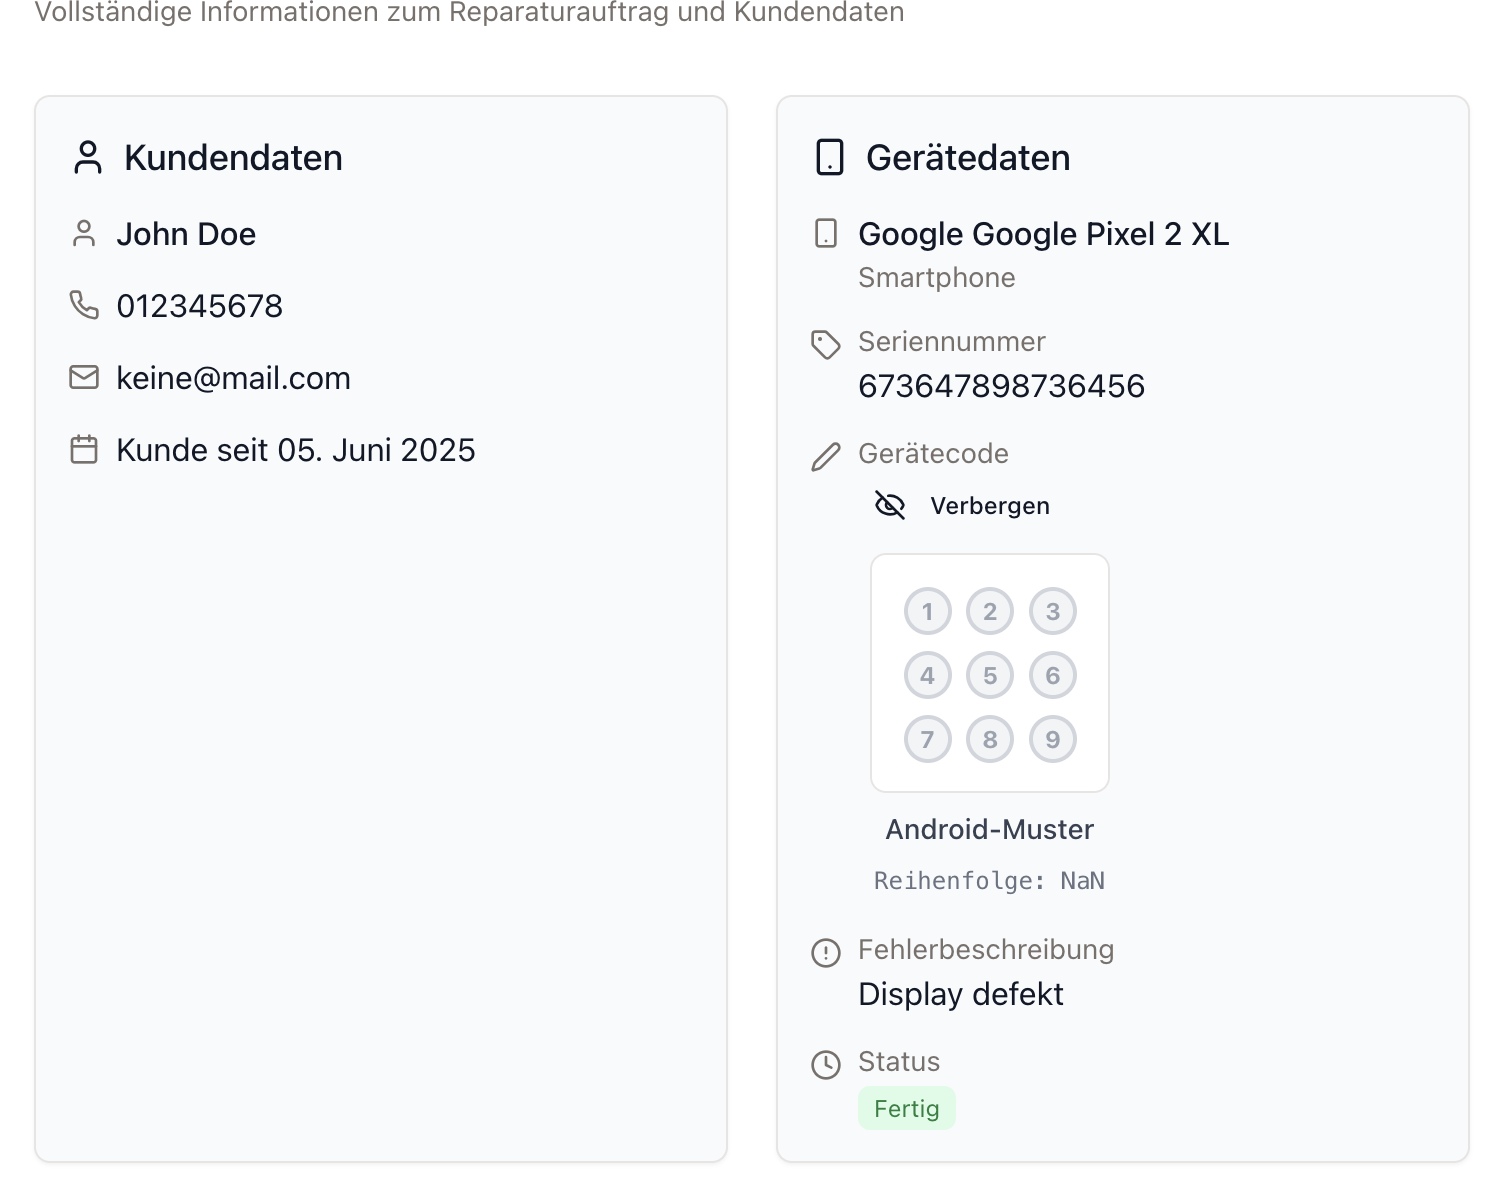 Vollständige Informationen zum Reparaturauftrag und Kundendaten
Kundendaten
John Doe
012345678
keine@mail.com
Kunde seit 05. Juni 2025
Gerätedaten
Google Google Pixel 2 XL
Smartphone
Seriennummer
673647898736456
Gerätecode
Verbergen
1 2 3
4 5 6
7 8 9
Android-Muster
Reihenfolge: NaN
Fehlerbeschreibung
Display defekt
Status
Fertig